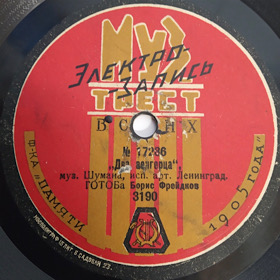 МУЗ
ЭЛЕКТРО-
ЗАПИСЬ
ТРЕСТ
В С Н Х
№ 17236
„Два велгерца“
муз. Шумана, исп. арт. Ленинград.
ГОТОБа Борис Фрейдков
3190
Ф-КА „ПАМЯТИ 1905 ГОДА“